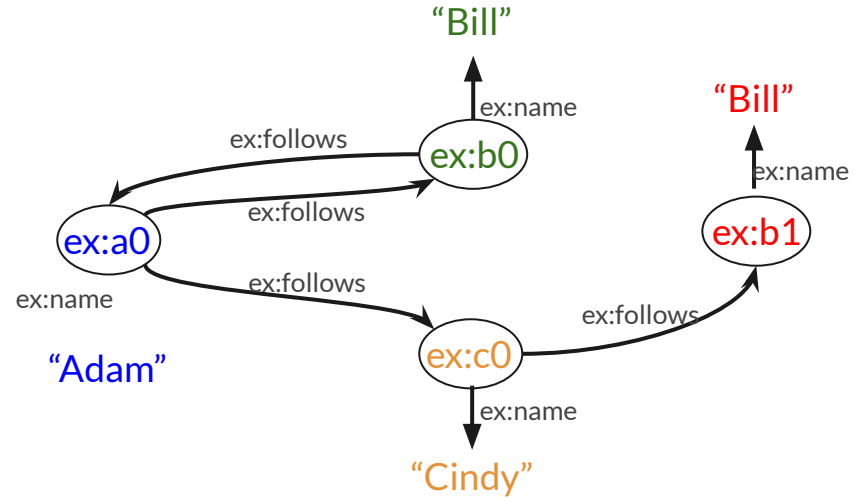 “Bill”
“Bill”
ex:name
ex:follows
ex:b0
ex:name
ex:follows
ex:a0
ex:b1
ex:follows
ex:name
ex:follows
ex:c0
“Adam”
ex:name
“Cindy”